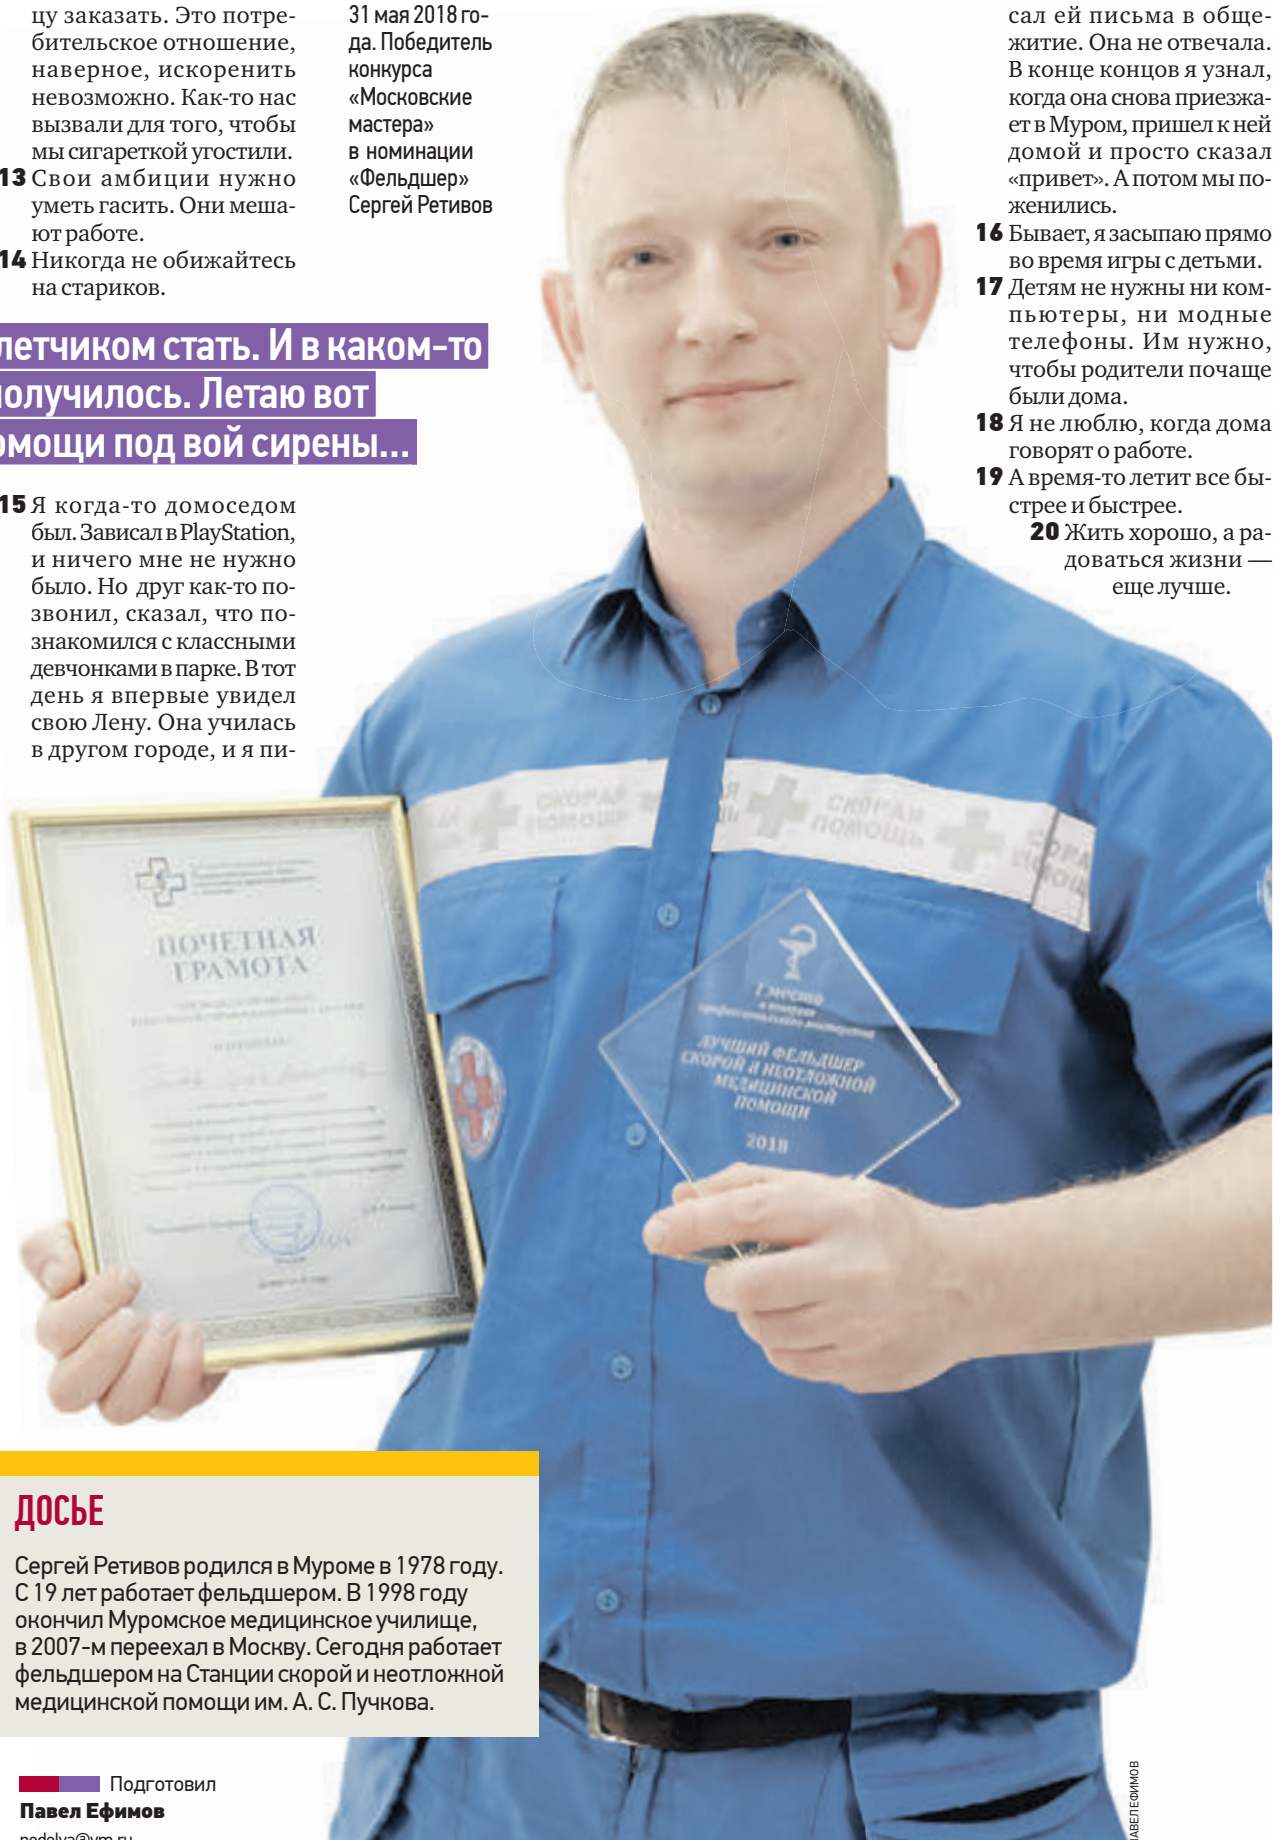 цу заказать. Это потре-
бительское отношение,
наверное, искоренить
невозможно. Как-то нас
вызвали для того, чтобы
мы сигареткой угостили.
13 Свои амбиции нужно
уметь гасить. Они меша-
ют работе.
14 Никогда не обижайтесь
на стариков.
31 мая 2018 го-
да. Победитель
конкурса
«Московские
мастера»
в номинации
«Фельдшер»
Сергей Ретивов
летчиком стать. И в каком-то
получилось. Летаю вот
помощи под вой сирены...
15 Я когда-то домоседом
был. Зависал в PlayStation,
и ничего мне не нужно
было. Но друг как-то по-
звонил, сказал, что по-
знакомился с классными
девчонками в парке. В тот
день я впервые увидел
свою Лену. Она училась
в другом городе, и я пи-
сал ей письма в обще-
житие. Она не отвечала.
В конце концов я узнал,
когда она снова приезжа-
ет в Муром, пришел к ней
домой и просто сказал
«привет». А потом мы по-
женились.
16 Бывает, я засыпаю прямо
во время игры с детьми.
17 Детям не нужны ни ком-
пьютеры, ни модные
телефоны. Им нужно,
чтобы родители почаще
были дома.
18 Я не люблю, когда дома
говорят о работе.
19 А время-то летит все бы-
стрее и быстрее.
20 Жить хорошо, а ра-
доваться жизни —
еще лучше.
СКОРАЯ
ПОМОЩЬ
СКОРАЯ
ПОМОЩЬ
ПОЧЕТНАЯ
ГРАМОТА
I место
в конкурсе
профессионального мастерства
ЛУЧШИЙ ФЕЛЬДШЕР
СКОРОЙ И НЕОТЛОЖНОЙ
МЕДИЦИНСКОЙ
ПОМОЩИ
2018
ДОСЬЕ
Сергей Ретивов родился в Муроме в 1978 году.
С 19 лет работает фельдшером. В 1998 году
окончил Муромское медицинское училище,
в 2007-м переехал в Москву. Сегодня работает
фельдшером на Станции скорой и неотложной
медицинской помощи им. А. С. Пучкова.
Подготовил
Павел Ефимов
nedelya@vm.ru
ПАВЕЛ ЕФИМОВ